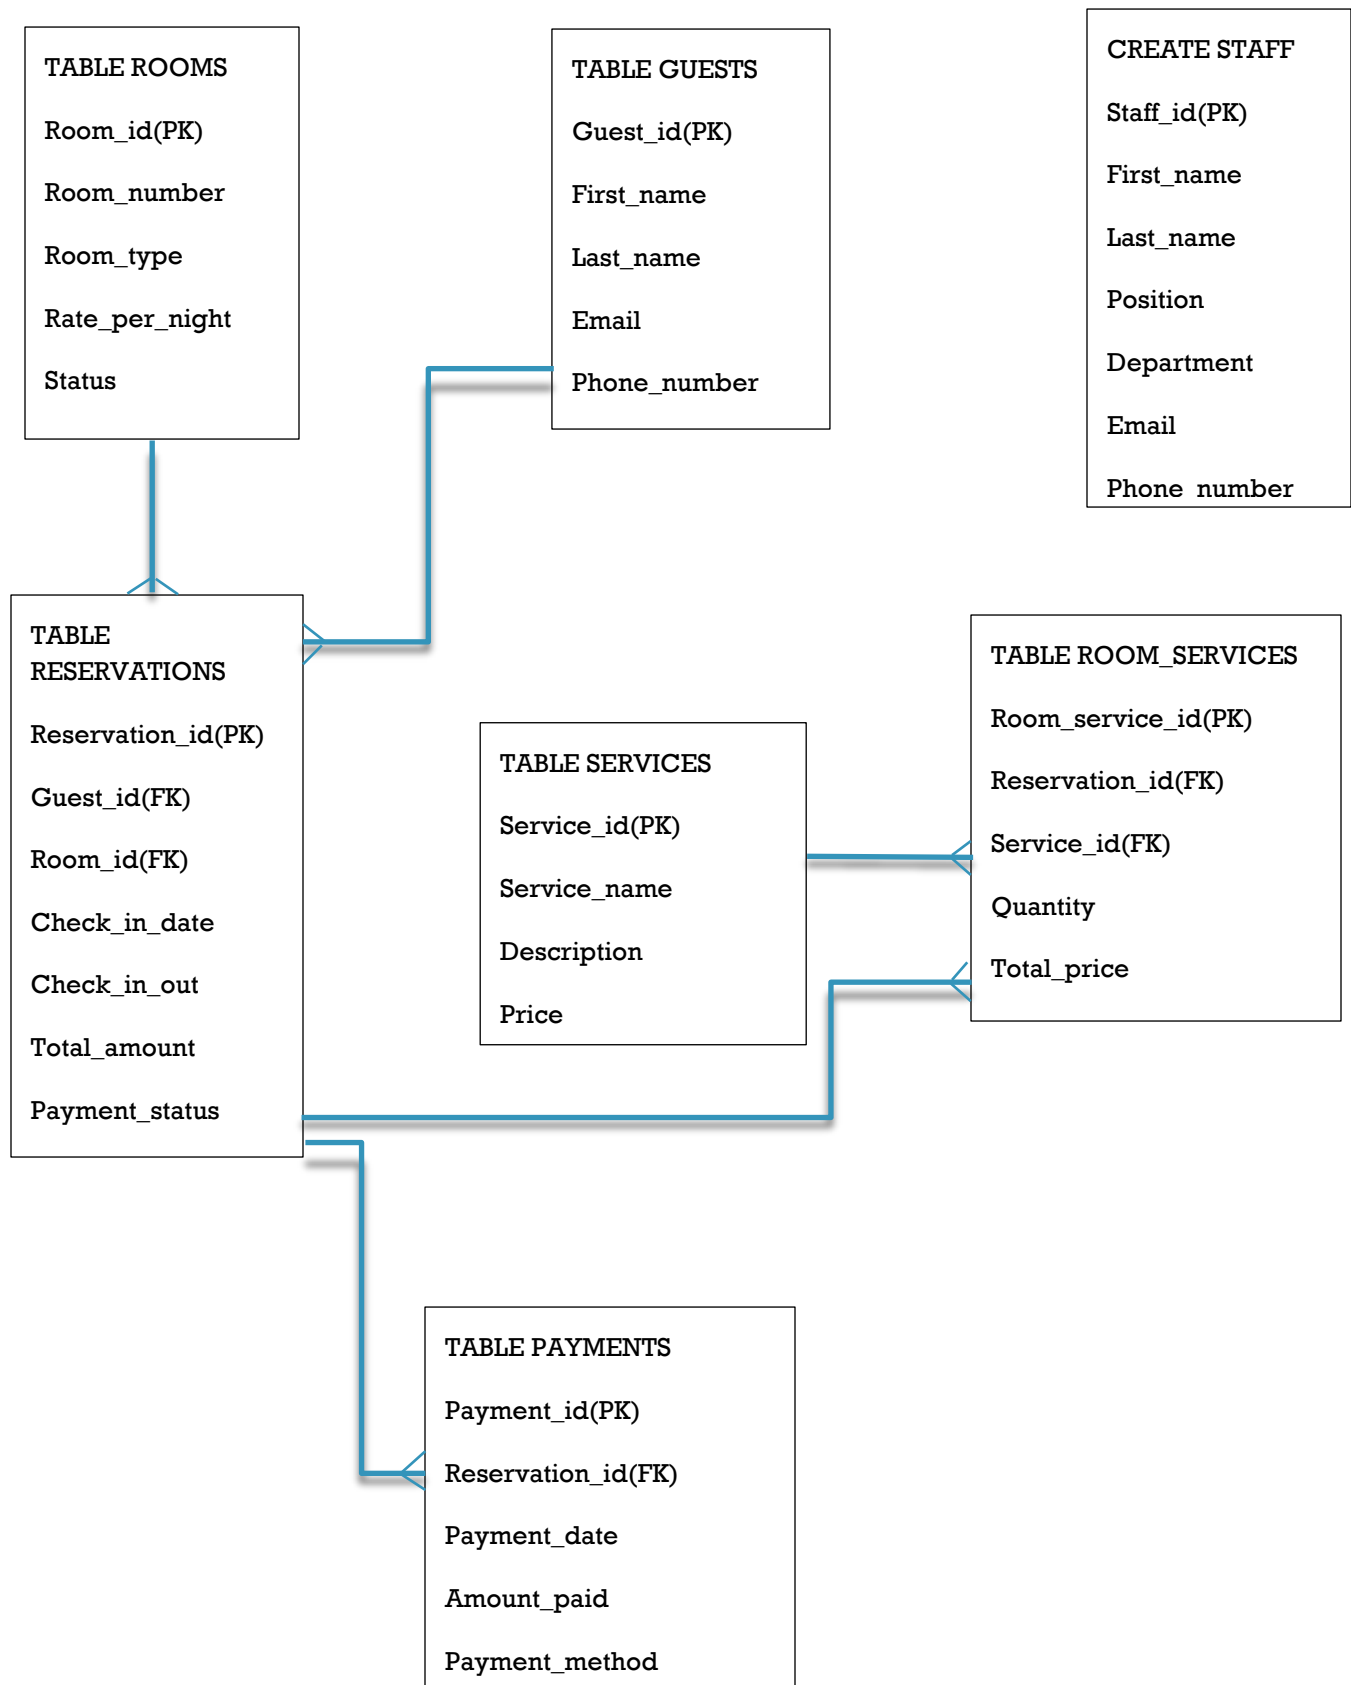 TABLE ROOMS
Room_id(PK)
Room_number
Room_type
Rate_per_night
Status
TABLE GUESTS
Guest_id(PK)
First_name
Last_name
Email
Phone_number
CREATE STAFF
Staff_id(PK)
First_name
Last_name
Position
Department
Email
Phone number
TABLE
RESERVATIONS
Reservation_id(PK)
Guest_id(FK)
Room_id(FK)
Check_in_date
Check_in_out
Total_amount
Payment_status
TABLE SERVICES
Service_id(PK)
Service_name
Description
Price
TABLE ROOM_SERVICES
Room_service_id(PK)
Reservation_id(FK)
Service_id(FK)
Quantity
Total_price
TABLE PAYMENTS
Payment_id(PK)
Reservation_id(FK)
Payment_date
Amount_paid
Payment_method